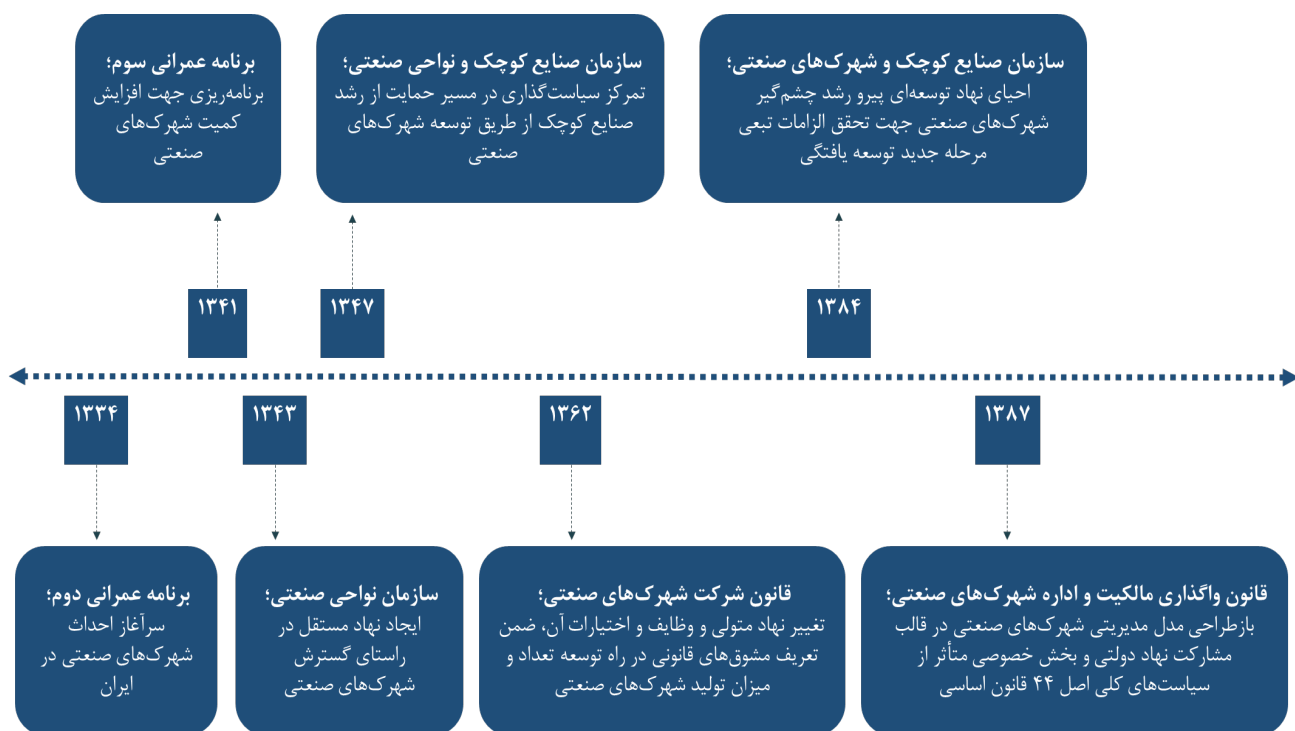 برنامه عمرانی سوم؛
برنامه‌ریزی جهت افزایش
کمیت شهرک‌های
صنعتی
سازمان صنایع کوچک و نواحی صنعتی؛
تمرکز سیاست‌گذاری در مسیر حمایت از رشد
صنایع کوچک از طریق توسعه شهرک‌های
صنعتی
سازمان صنایع کوچک و شهرک‌های صنعتی؛
احیای نهاد توسعه‌ای پیرو رشد چشم‌گیر
شهرک‌های صنعتی جهت تحقق الزامات تبعی
مرحله جدید توسعه یافتگی
۱۳۴۱
۱۳۴۷
۱۳۸۴
۱۳۳۴
۱۳۴۳
۱۳۶۲
۱۳۸۷
برنامه عمرانی دوم؛
سرآغاز احداث
شهرک‌های صنعتی در
ایران
سازمان نواحی صنعتی؛
ایجاد نهاد مستقل در
راستای گسترش
شهرک‌های صنعتی
قانون شرکت شهرک‌های صنعتی؛
تغییر نهاد متولی و وظایف و اختیارات آن، ضمن
تعریف مشوق‌های قانونی در راه توسعه تعداد و
میزان تولید شهرک‌های صنعتی
قانون واگذاری مالکیت و اداره شهرک‌های صنعتی؛
بازطراحی مدل مدیریتی شهرک‌های صنعتی در قالب
مشارکت نهاد دولتی و بخش خصوصی متأثر از
سیاست‌های کلی اصل ۴۴ قانون اساسی